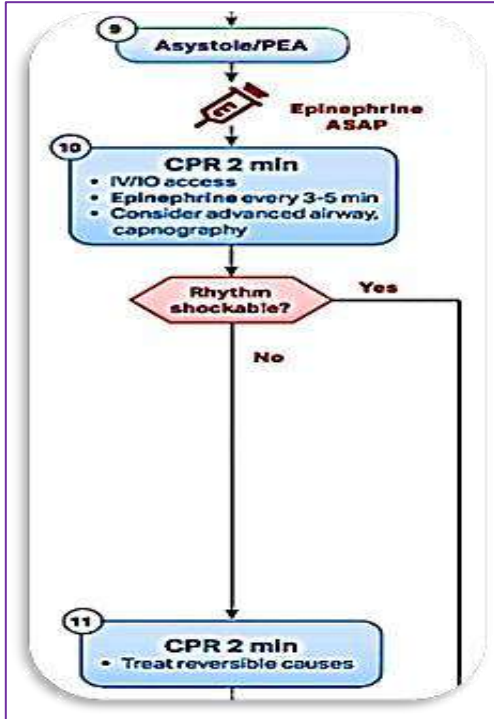 9
Asystole/PEA
Epinephrine
ASAP
10
CPR 2 min
• IV/IO access
• Epinephrine every 3-5 min
• Consider advanced airway,
capnography
Rhythm
shockable?
Yes
No
11
CPR 2 min
• Treat reversible causes